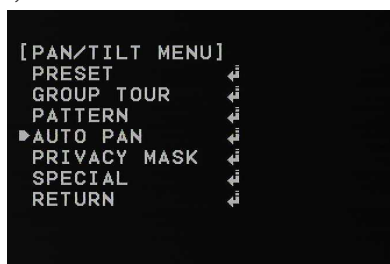 [PAN/TILT MENU]
PRESET
GROUP TOUR
PATTERN
AUTO PAN
PRIVACY MASK
SPECIAL
RETURN